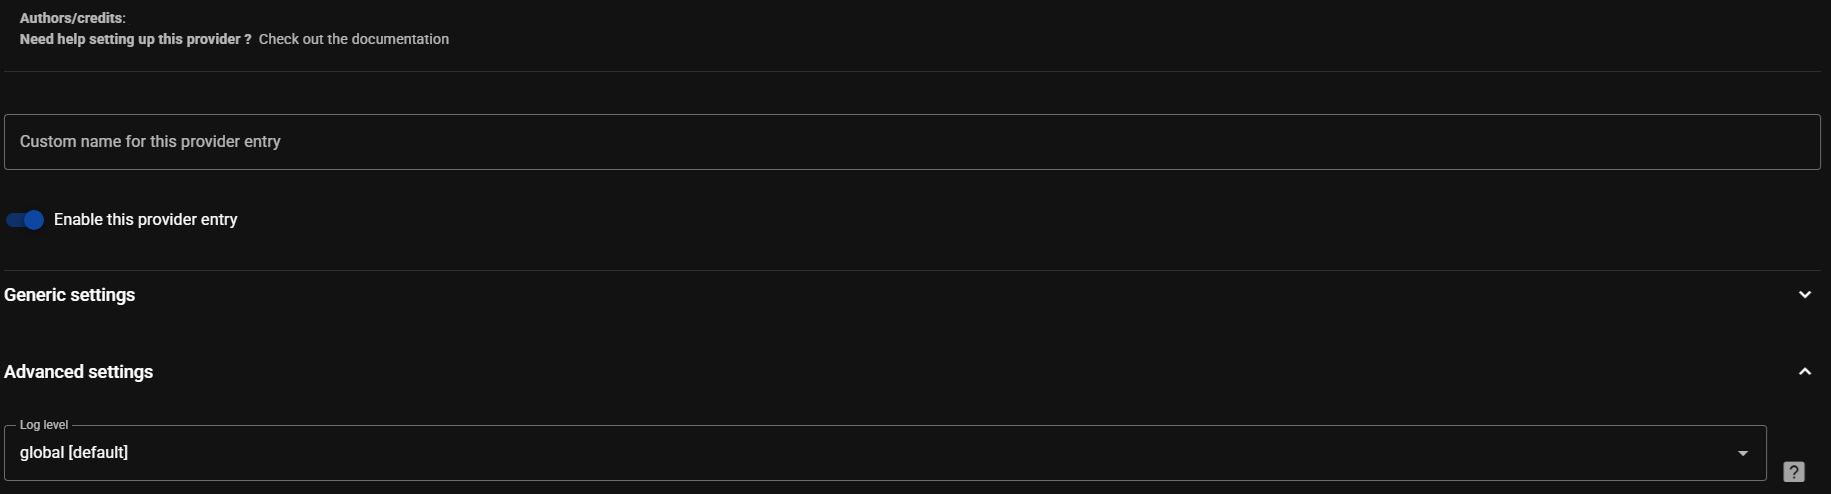 Authors/credits:
Need help setting up this provider ? Check out the documentation
Custom name for this provider entry
Enable this provider entry
Generic settings
Advanced settings
Log level
global [default]
?